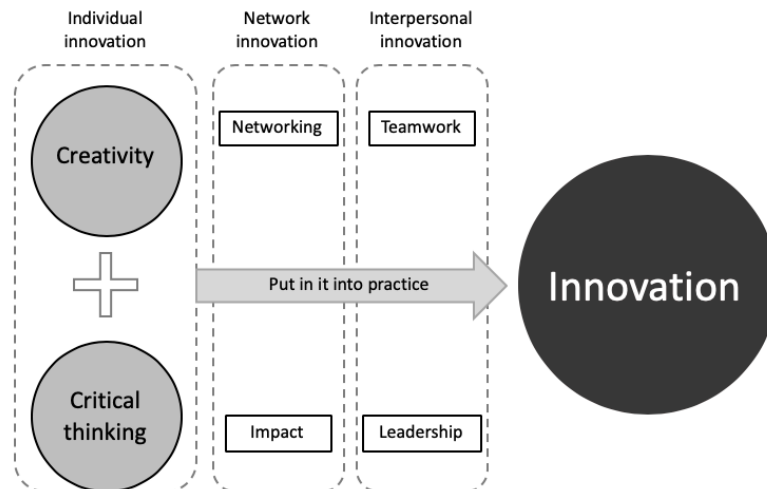 Individual
innovation
Network
innovation
Interpersonal
innovation
Creativity
Networking
Teamwork
Put in it into practice
Innovation
Critical
thinking
Impact
Leadership